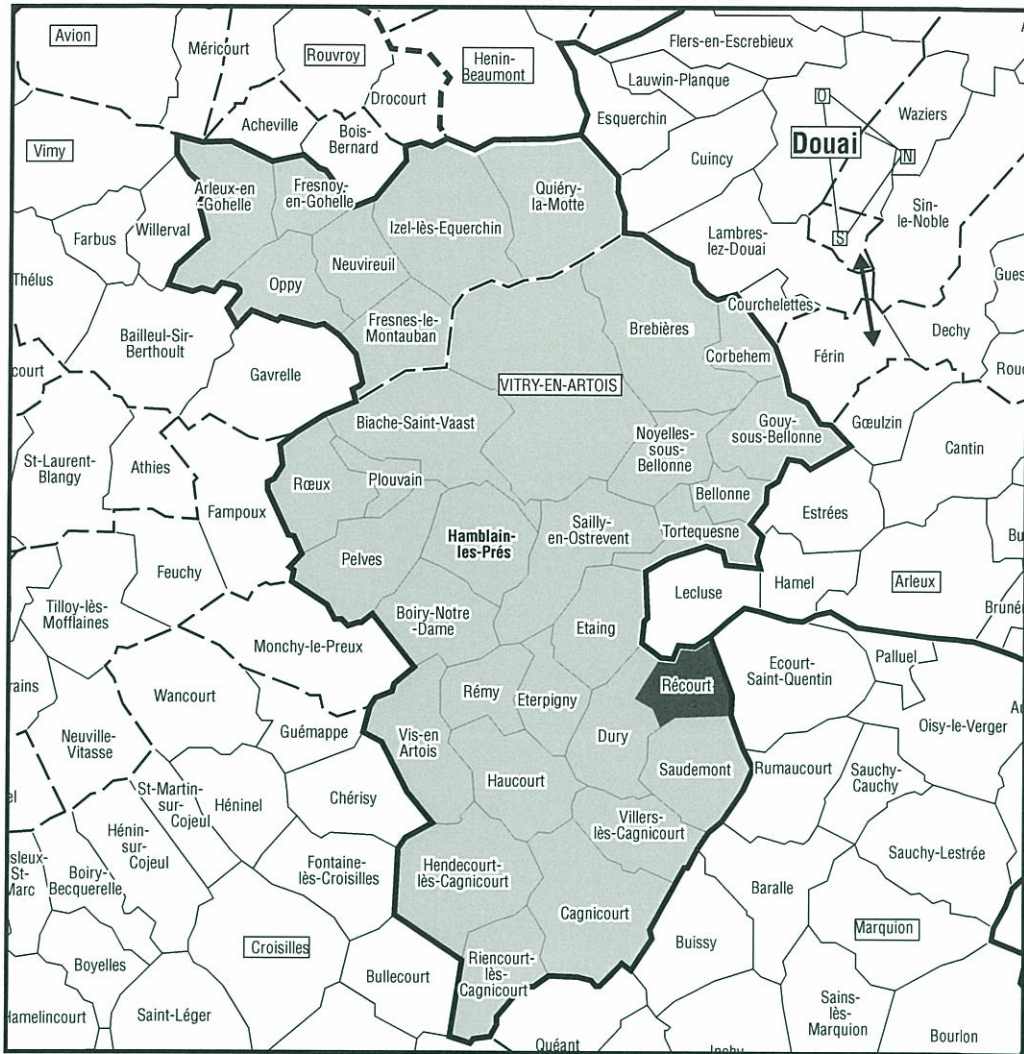 Avion
Méricourt
Rouvroy
Henin-
Beaumont
Flers-en-Escrebieux
Lauwin-Planque
Drocourt
O
Waziers
Acheville
Bois-
Bernard
Esquerchin
Douai
Cuincy
N
Vimy
Arleux-en
-Gohelle
Fresnoy-
en-Gohelle
Quiéry-
la-Motte
Sin-
le-Noble
Willerval
Farbus
Izel-lès-Equerchin
Lambres-
lez-Douai
S
Neuvireuil
Thélus
Oppy
Gues
Courchelettes
Fresnes-le-
Montauban
Brebières
Dechy
Bailleul-Sir-
Berthoult
Corbehem
Férin
court
Gavrelle
Rouc
VITRY-EN-ARTOIS
Biache-Saint-Vaast
Gouy-
sous-Bellonne
Gœulzin
Noyelles-
sous-
Bellonne
Cantin
St-Laurent-
Blangy
Athies
Plouvain
Rœux
Bellonne
Fampoux
Estrées
Hamblain-
les-Prés
Sailly-
en-Ostrevent
Tortequesne
Bu
Pelves
Feuchy
Lecluse
Hamel
Arleux
Tilloy-lès-
Mofflaines
Boiry-Notre
-Dame
Etaing
Brunér
Monchy-le-Preux
Ecourt-
Saint-Quentin
Palluel
rains
Wancourt
Rémy
Eterpigny
Récourt
Au
Oisy-le-Verger
Neuville-
Vitasse
Guémappe
Vis-en
Artois
Dury
Saudemont
Rumaucourt
Sauchy-
Cauchy
Haucourt
el
St-Martin-
sur-
Cojeul
Héninel
Chérisy
Villers-
lès-Cagnicourt
Hénin-
sur-
Cojeul
Sauchy-Lestrée
sleux-
St-
Marc
Boiry-
Becquerelle
Fontaine-
lès-Croisilles
Hendecourt-
lès-Cagnicourt
Baralle
Cagnicourt
Marquion
Croisilles
Buissy
Boyelles
Bullecourt
Riencourt-
lès-
Cagnicourt
Hamelincourt
Saint-Léger
Sains-
lès-
Marquion
Bourlon
Quéant